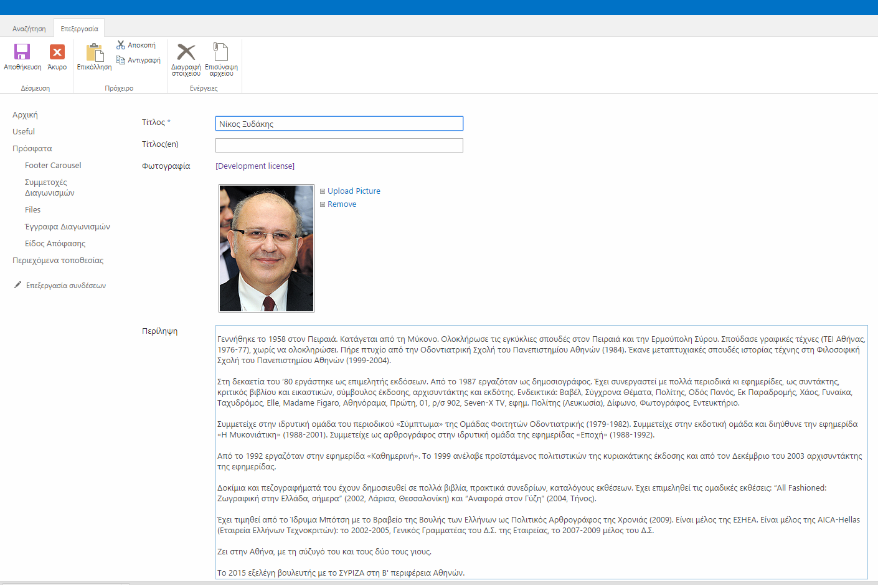 Αναζήτηση
Επεξεργασία
Αποθήκευση
Άκυρο
Επικόλληση
Αποκοπή
Αντιγραφή
Διαγραφή στοιχείου
Επισύναψη αρχείου
Δέσμευση
Πρόχειρο
Ενέργειες
Αρχική
Useful
Πρόσφατα
Footer Carousel
Συμμετοχές
Διαγωνισμών
Files
Έγγραφα Διαγωνισμών
Είδος Απόφασης
Περιεχόμενα τοποθεσίας
Επεξεργασία συνδέσεων
Τίτλος *
Νίκος Ξυδάκης
Τίτλος(en)
Φωτογραφία
[Development license]
Upload Picture
Remove
Περίληψη
Γεννήθηκε το 1958 στον Πειραιά. Κατάγεται από τη Μύκονο. Ολοκλήρωσε τις εγκύκλιες σπουδες στον Πειραιά και την Ερμούπολη Σύρου. Σπούδασε γραφικές τέχνες (ΤΕΙ Αθήνας,
1976-77), χωρίς να ολοκληρώσει. Πήρε πτυχίο από την Οδοντιατρική Σχολή του Πανεπιστημίου Αθηνών (1984). Έκανε μεταπτυχιακές σπουδές ιστορίας τέχνης στη Φιλοσοφική
Σχολή του Πανεπιστημίου Αθηνών (1999-2004).
Στη δεκαετία του '80 εργάστηκε ως επιμελητής εκδόσεων. Από το 1987 εργαζόταν ως δημοσιογράφος. Έχει συνεργαστεί με πολλά περιοδικά κι εφημερίδες, ως συντάκτης,
κριτικός βιβλίου και εικαστικών, σύμβουλος έκδοσης, αρχισυντάκτης και εκδότης. Ενδεικτικά: Βαβέλ, Σύγχρονα Θέματα, Πολίτης, Οδός Πανός, Εκ Παραδρομής, Χάος, Γυναίκα,
Ταχυδρόμος, Elle, Madame Figaro, Αθηνόραμα, Πρώτη, 01, ρ/σ 902, Seven-X TV, εφημ. Πολίτης (Λευκωσία), Δίφωνο, Φωτογράφος, Εντευκτήριο.
Συμμετείχε στην ιδρυτική ομάδα του περιοδικού «Σύμπτωμα» της Ομάδας Φοιτητών Οδοντιατρικής (1979-1982). Συμμετείχε στην εκδοτική ομάδα και διηύθυνε την εφημερίδα
«Η Μυκονιάτικη» (1988-2001). Συμμετείχε ως αρθρογράφος στην ιδρυτική ομάδα της εφημερίδας «Εποχή» (1988-1992).
Από το 1992 εργαζόταν στην εφημερίδα «Καθημερινή». Το 1999 ανέλαβε προϊστάμενος πολιτιστικών της κυριακάτικης έκδοσης και από τον Δεκέμβριο του 2003 αρχισυντάκτης
της εφημερίδας.
Δοκίμια και πεζογραφήματά του έχουν δημοσιευθεί σε πολλά βιβλία, πρακτικά συνεδρίων, καταλόγους εκθέσεων. Έχει επιμεληθεί τις ομαδικές εκθέσεις: "All Fashioned:
Ζωγραφική στην Ελλάδα, σήμερα" (2002, Λάρισα, Θεσσαλονίκη) και "Αναφορά στον Γύζη" (2004, Τήνος).
Έχει τιμηθεί από το Ίδρυμα Μπότση με το Βραβείο της Βουλής των Ελλήνων ως Πολιτικός Αρθρογράφος της Χρονιάς (2009). Είναι μέλος της ΕΣΗΕΑ. Είναι μέλος της AICA-Hellas
(Εταιρεία Ελλήνων Τεχνοκριτών): το 2002-2005, Γενικός Γραμματέας του Δ.Σ. της Εταιρείας, το 2007-2009 μέλος του Δ.Σ.
Ζει στην Αθήνα, με τη σύζυγό του και τους δύο τους γιους.
Το 2015 εξελέγη βουλευτής με το ΣΥΡΙΖΑ στη Β' περιφέρεια Αθηνών.